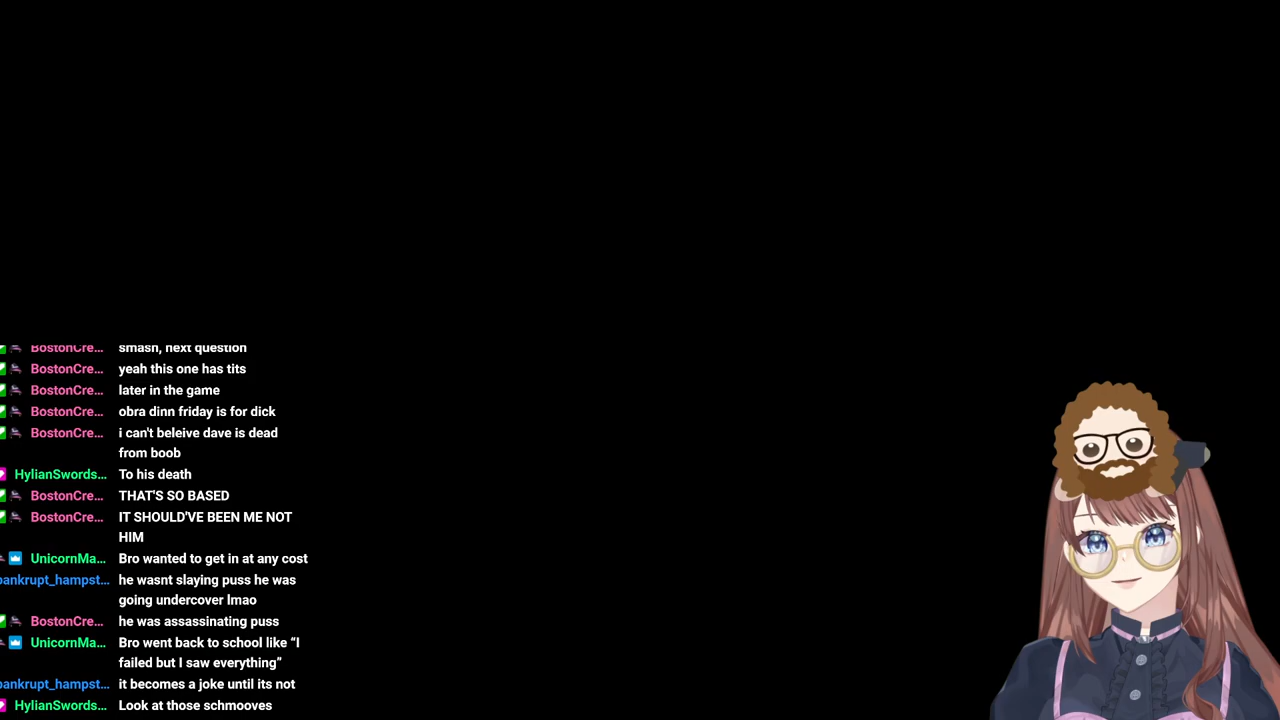 BostonCre... smash, next question
BostonCre... yeah this one has tits
BostonCre... later in the game
BostonCre... obra dinn friday is for dick
BostonCre... i can't beleive dave is dead
from boob
HylianSwords... To his death
BostonCre... THAT'S SO BASED
BostonCre... IT SHOULD'VE BEEN ME NOT
HIM
UnicornMa... Bro wanted to get in at any cost
bankrupt_hampst... he wasnt slaying puss he was
going undercover lmao
BostonCre... he was assassinating puss
UnicornMa... Bro went back to school like “I
failed but I saw everything”
bankrupt_hampst... it becomes a joke until its not
HylianSwords... Look at those schmooves